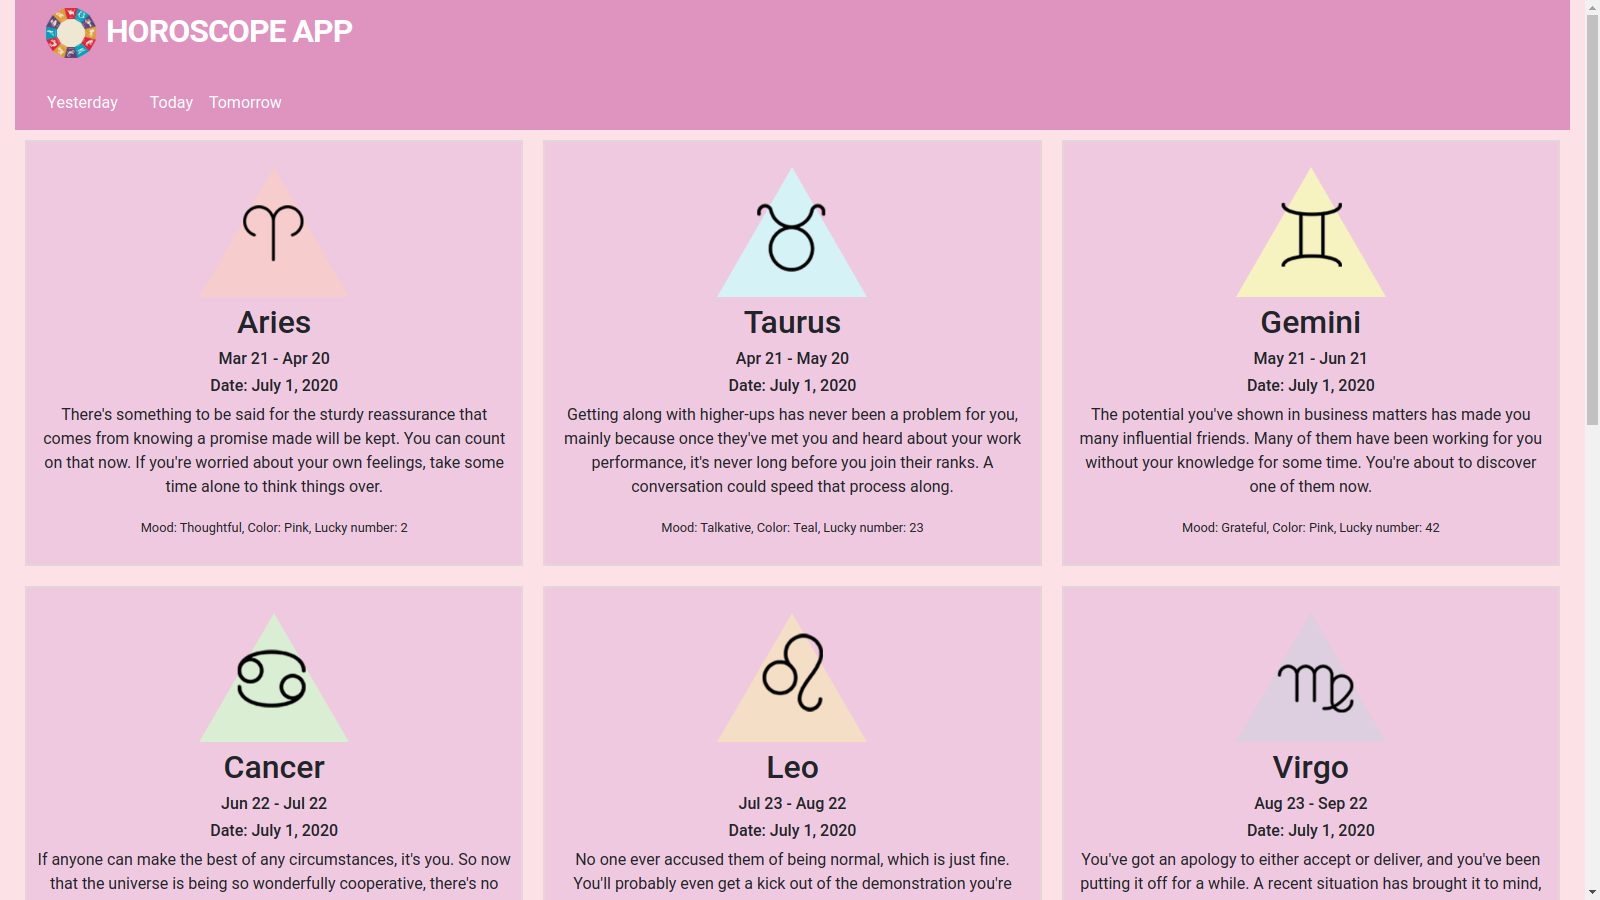 HOROSCOPE APP
Yesterday Today Tomorrow
Aries
Mar 21 - Apr 20
Date: July 1, 2020
There's something to be said for the sturdy reassurance that
comes from knowing a promise made will be kept. You can count
on that now. If you're worried about your own feelings, take some
time alone to think things over.
Mood: Thoughtful, Color: Pink, Lucky number: 2
Taurus
Apr 21 - May 20
Date: July 1, 2020
Getting along with higher-ups has never been a problem for you,
mainly because once they've met you and heard about your work
performance, it's never long before you join their ranks. A
conversation could speed that process along.
Mood: Talkative, Color: Teal, Lucky number: 23
Gemini
May 21 - Jun 21
Date: July 1, 2020
The potential you've shown in business matters has made you
many influential friends. Many of them have been working for you
without your knowledge for some time. You're about to discover
one of them now.
Mood: Grateful, Color: Pink, Lucky number: 42
Cancer
Jun 22 - Jul 22
Date: July 1, 2020
If anyone can make the best of any circumstances, it's you. So now
that the universe is being so wonderfully cooperative, there's no
Leo
Jul 23 - Aug 22
Date: July 1, 2020
No one ever accused them of being normal, which is just fine.
You'll probably even get a kick out of the demonstration you're
Virgo
Aug 23 - Sep 22
Date: July 1, 2020
You've got an apology to either accept or deliver, and you've been
putting it off for a while. A recent situation has brought it to mind,